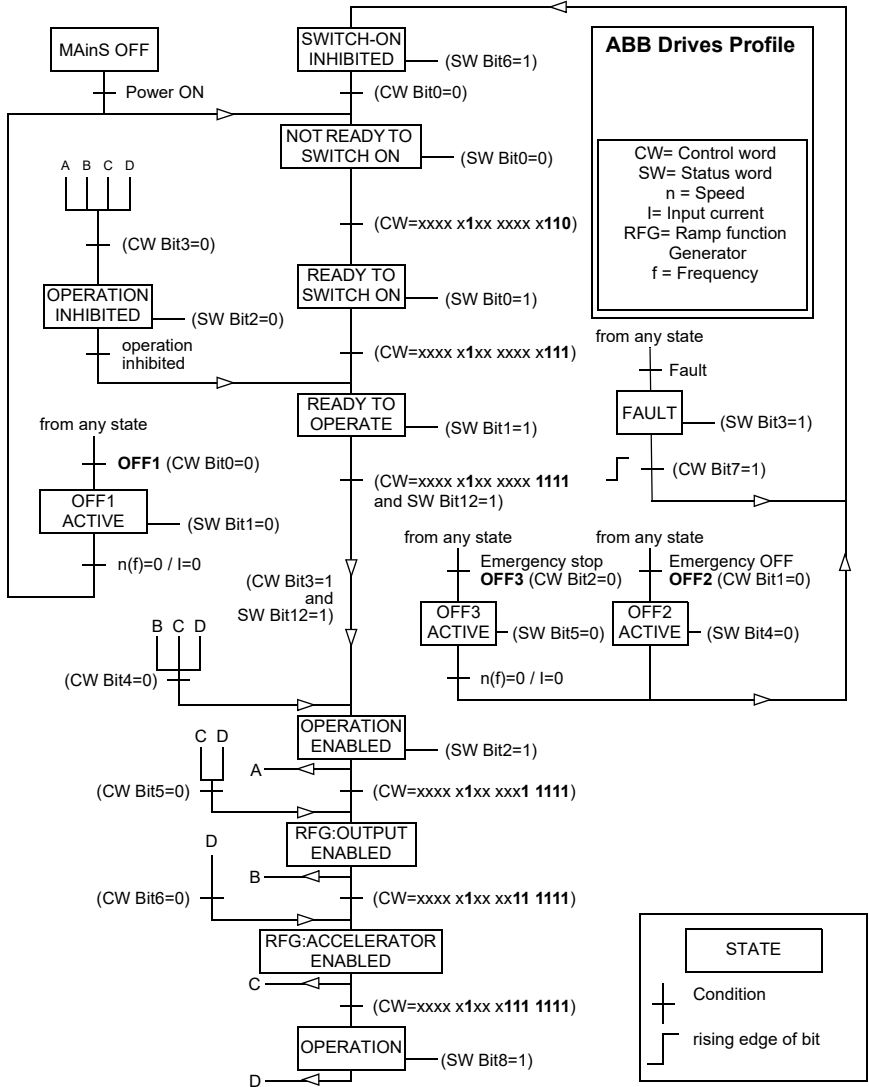 MAinS OFF
Power ON
SWITCH-ON
INHIBITED
(SW Bit6=1)
(CW Bit0=0)
ABB Drives Profile
CW= Control word
SW= Status word
n = Speed
I= Input current
RFG= Ramp function
Generator
f = Frequency
NOT READY TO
SWITCH ON
(SW Bit0=0)
A B C D
(CW Bit3=0)
(CW=xxxx x1xx xxxx x110)
OPERATION
INHIBITED
(SW Bit2=0)
operation
inhibited
READY TO
SWITCH ON
(SW Bit0=1)
(CW=xxxx x1xx xxxx x111)
from any state
Fault
FAULT
(SW Bit3=1)
(CW Bit7=1)
READY TO
OPERATE
(SW Bit1=1)
(CW=xxxx x1xx xxxx 1111
and SW Bit12=1)
from any state
OFF1 (CW Bit0=0)
OFF1
ACTIVE
(SW Bit1=0)
n(f)=0 / I=0
(CW Bit3=1
and
SW Bit12=1)
from any state
Emergency stop
OFF3 (CW Bit2=0)
OFF3
ACTIVE
(SW Bit5=0)
n(f)=0 / I=0
from any state
Emergency OFF
OFF2 (CW Bit1=0)
OFF2
ACTIVE
(SW Bit4=0)
B C D
(CW Bit4=0)
OPERATION
ENABLED
(SW Bit2=1)
A
C D
(CW Bit5=0)
(CW=xxxx x1xx xxx1 1111)
RFG:OUTPUT
ENABLED
B
D
(CW Bit6=0)
(CW=xxxx x1xx xx11 1111)
RFG:ACCELERATOR
ENABLED
C
(CW=xxxx x1xx x111 1111)
OPERATION
(SW Bit8=1)
D
STATE
Condition
rising edge of bit